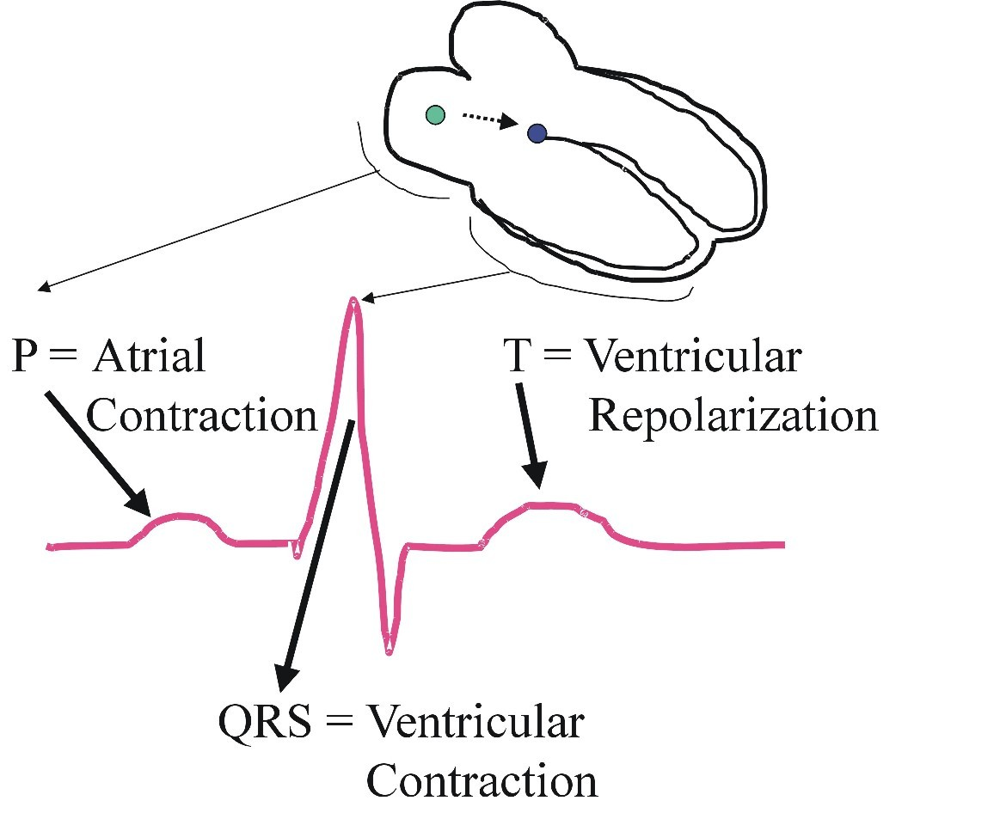 P = Atrial
Contraction
T = Ventricular
Repolarization
QRS = Ventricular
Contraction